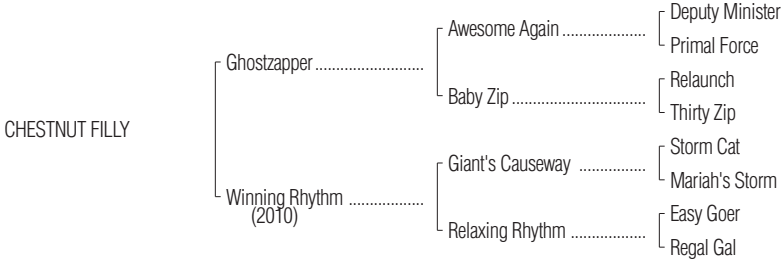 Deputy Minister
Awesome Again ....................
Primal Force
Ghostzapper ..........................
Relaunch
Baby Zip ................................
Thirty Zip
CHESTNUT FILLY
Storm Cat
Giant's Causeway ................
Mariah's Storm
Winning Rhythm ..................
(2010)
Easy Goer
Relaxing Rhythm ..................
Regal Gal